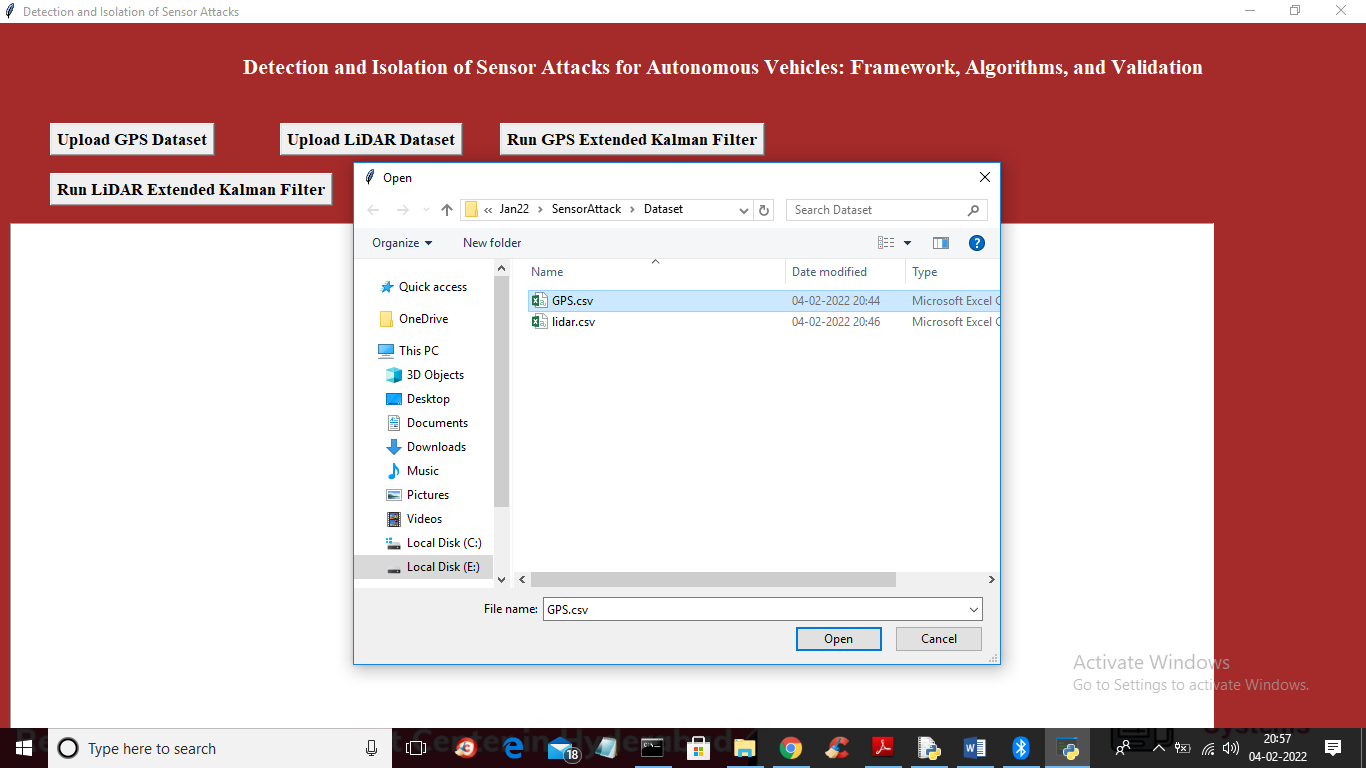 Detection and Isolation of Sensor Attacks
Detection and Isolation of Sensor Attacks for Autonomous Vehicles: Framework, Algorithms, and Validation
Upload GPS Dataset
Upload LiDAR Dataset
Run GPS Extended Kalman Filter
Run LiDAR Extended Kalman Filter
Open
« Jan22 > SensorAttack > Dataset
Search Dataset
Organize
New folder
Name
Date modified
Type
GPS.csv
04-02-2022 20:44
Microsoft Excel C
lidar.csv
04-02-2022 20:46
Microsoft Excel C
Quick access
OneDrive
This PC
3D Objects
Desktop
Documents
Downloads
Music
Pictures
Videos
Local Disk (C:)
Local Disk (E:)
File name:
GPS.csv
Open
Cancel
Activate Windows
Go to Settings to activate Windows.
Type here to search
18
20:57
04-02-2022